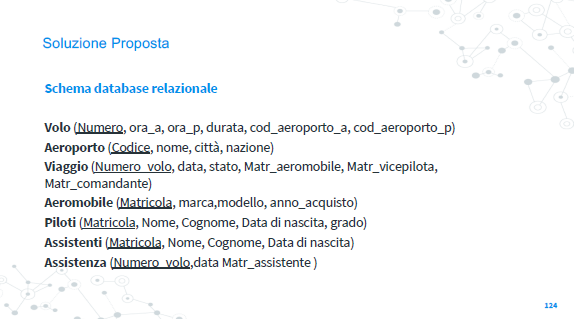 Soluzione Proposta
Schema database relazionale
Volo (Numero, ora_a, ora_p, durata, cod_aeroporto_a, cod_aeroporto_p)
Aeroporto (Codice, nome, città, nazione)
Viaggio (Numero_volo, data, stato, Matr_aeromobile, Matr_vicepilota,
Matr_comandante)
Aeromobile (Matricola, marca,modello, anno_acquisto)
Piloti (Matricola, Nome, Cognome, Data di nascita, grado)
Assistenti (Matricola, Nome, Cognome, Data di nascita)
Assistenza (Numero_volo,data Matr_assistente )
124